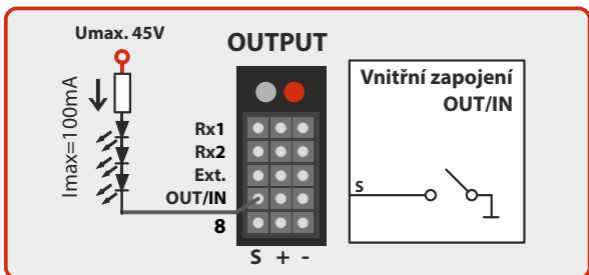 Umax. 45V
OUTPUT
Imax=100mA
Rx1
Rx2
Ext.
OUT/IN
8
S + -
Vnitřní zapojení
OUT/IN
S